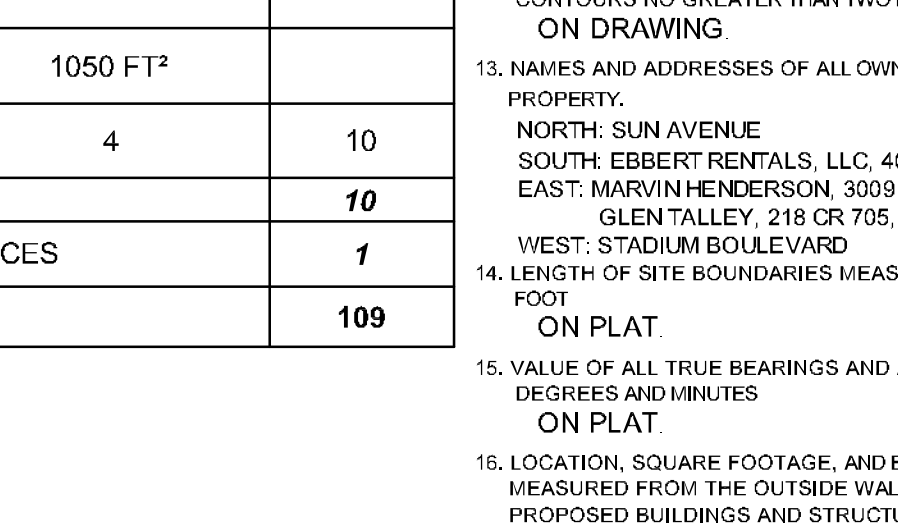 1050 FT²
4 10
10
CES 1
109
CONTOURS NO GREATER THAN TWO
ON DRAWING.
13. NAMES AND ADDRESSES OF ALL OWN
PROPERTY.
NORTH: SUN AVENUE
SOUTH: EBBERT RENTALS, LLC, 40
EAST: MARVIN HENDERSON, 3009
GLEN TALLEY, 218 CR 705,
WEST: STADIUM BOULEVARD
14. LENGTH OF SITE BOUNDARIES MEAS
FOOT
ON PLAT.
15. VALUE OF ALL TRUE BEARINGS AND
DEGREES AND MINUTES
ON PLAT.
16. LOCATION, SQUARE FOOTAGE, AND E
MEASURED FROM THE OUTSIDE WAL
PROPOSED BUILDINGS AND STRUCTU